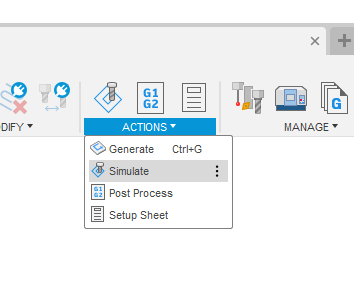 G1
G2
G
DIFY
ACTIONS
MANAGE
Generate Ctrl+G
Simulate
G1
G2
Post Process
Setup Sheet